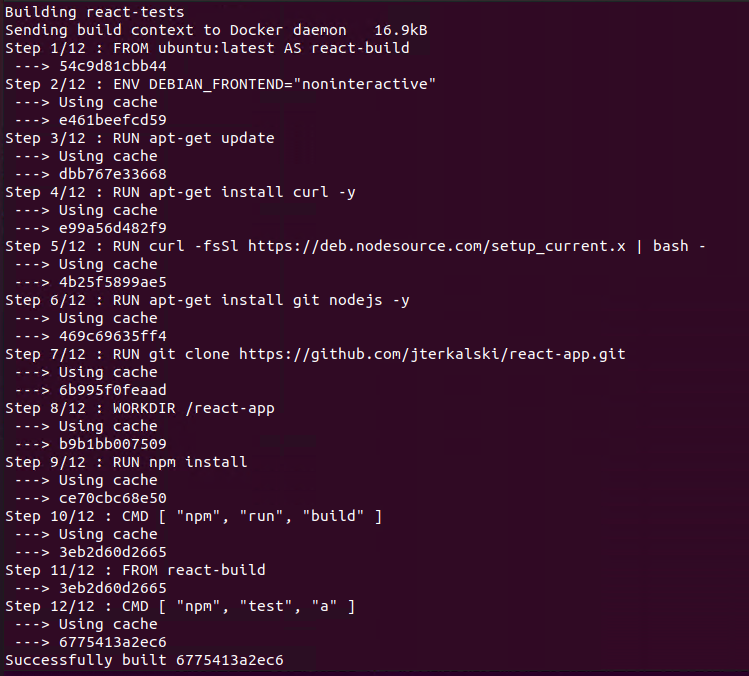 Building react-tests
Sending build context to Docker daemon   16.9kB
Step 1/12 : FROM ubuntu:latest AS react-build
 ---> 54c9d81cbb44
Step 2/12 : ENV DEBIAN_FRONTEND="noninteractive"
 ---> Using cache
 ---> e461beefcd59
Step 3/12 : RUN apt-get update
 ---> Using cache
 ---> dbb767e33668
Step 4/12 : RUN apt-get install curl -y
 ---> Using cache
 ---> e99a56d482f9
Step 5/12 : RUN curl -fsSl https://deb.nodesource.com/setup_current.x | bash -
 ---> Using cache
 ---> 4b25f5899ae5
Step 6/12 : RUN apt-get install git nodejs -y
 ---> Using cache
 ---> 469c69635ff4
Step 7/12 : RUN git clone https://github.com/jterkalski/react-app.git
 ---> Using cache
 ---> 6b995f0feaad
Step 8/12 : WORKDIR /react-app
 ---> Using cache
 ---> b9b1bb007509
Step 9/12 : RUN npm install
 ---> Using cache
 ---> ce70cbc68e50
Step 10/12 : CMD [ "npm", "run", "build" ]
 ---> Using cache
 ---> 3eb2d60d2665
Step 11/12 : FROM react-build
 ---> 3eb2d60d2665
Step 12/12 : CMD [ "npm", "test", "a" ]
 ---> Using cache
 ---> 6775413a2ec6
Successfully built 6775413a2ec6